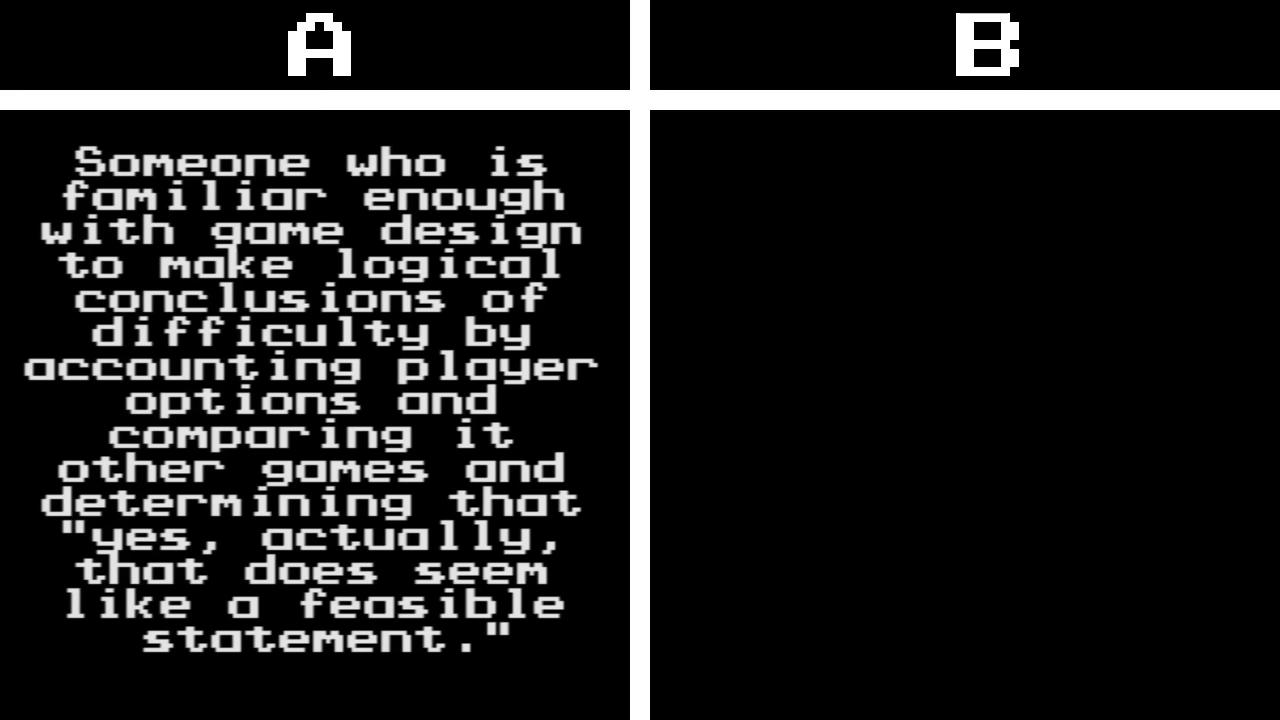 A
B
Someone who is
familiar enough
with game design
to make logical
conclusions of
difficulty by
accounting player
options and
comparing it
other games and
determining that
"yes, actually,
that does seem
like a feasible
statement."